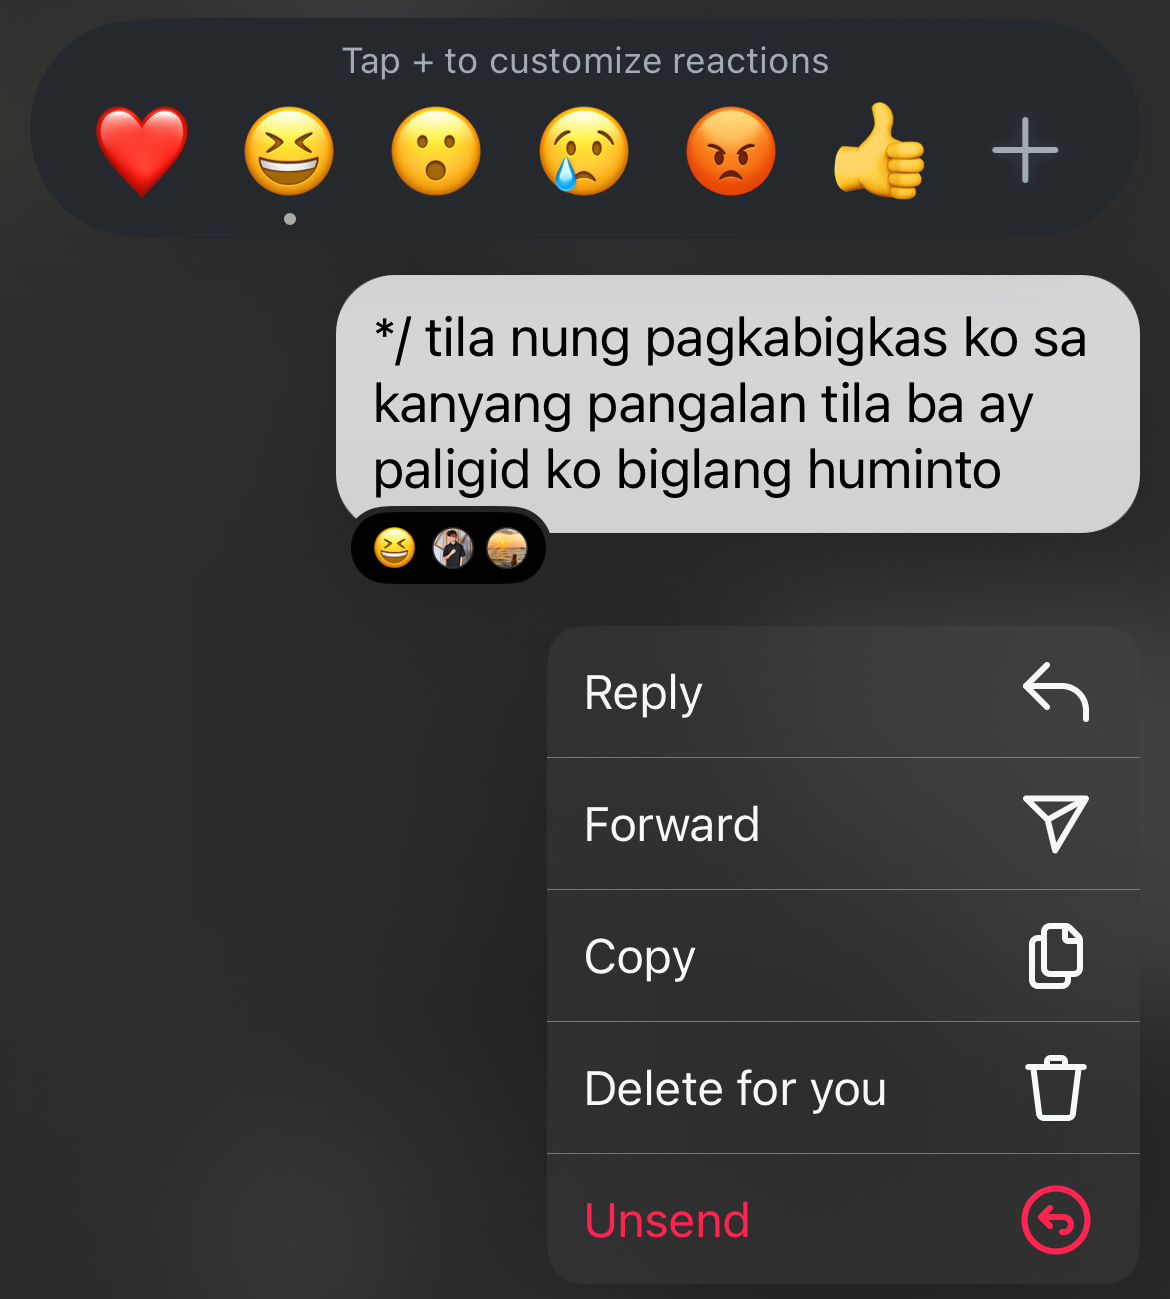 Tap + to customize reactions
*/ tila nung pagkabigkas ko sa
kanyang pangalan tila ba ay
paligid ko biglang huminto
Reply
Forward
Copy
Delete for you
Unsend